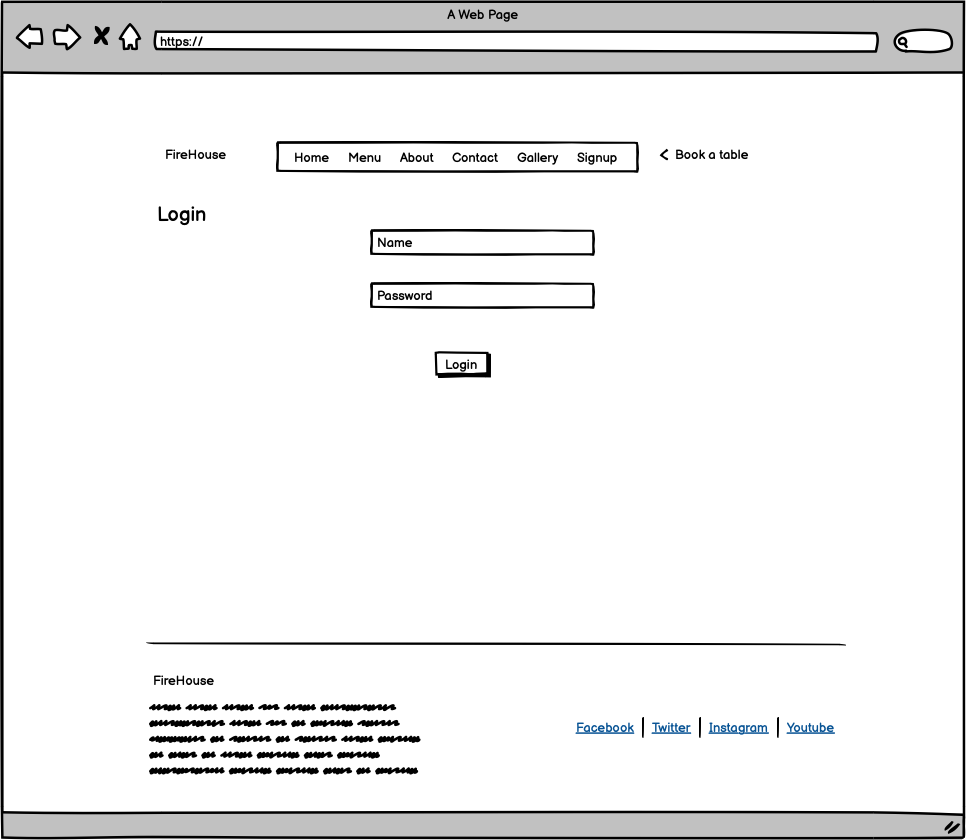 A Web Page
https://
FireHouse
Home Menu About Contact Gallery Signup
Book a table
Login
Name
Password
Login
FireHouse
Facebook Twitter Instagram Youtube